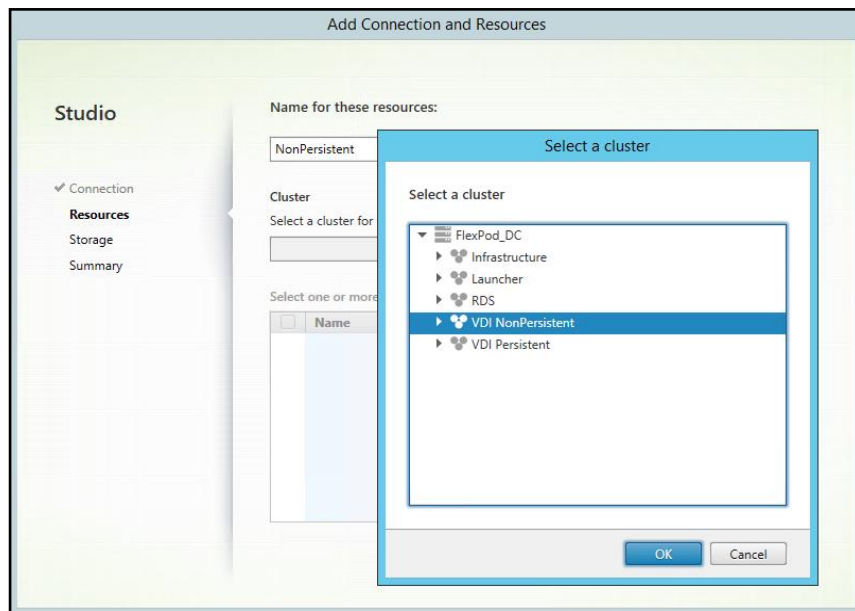 Add Connection and Resources
Studio
Connection
Resources
Storage
Summary
Name for these resources:
NonPersistent
Cluster
Select a cluster for
Select one or more
Name
Select a cluster
Select a cluster
FlexPod_DC
Infrastructure
Launcher
RDS
VDI NonPersistent
VDI Persistent
OK
Cancel